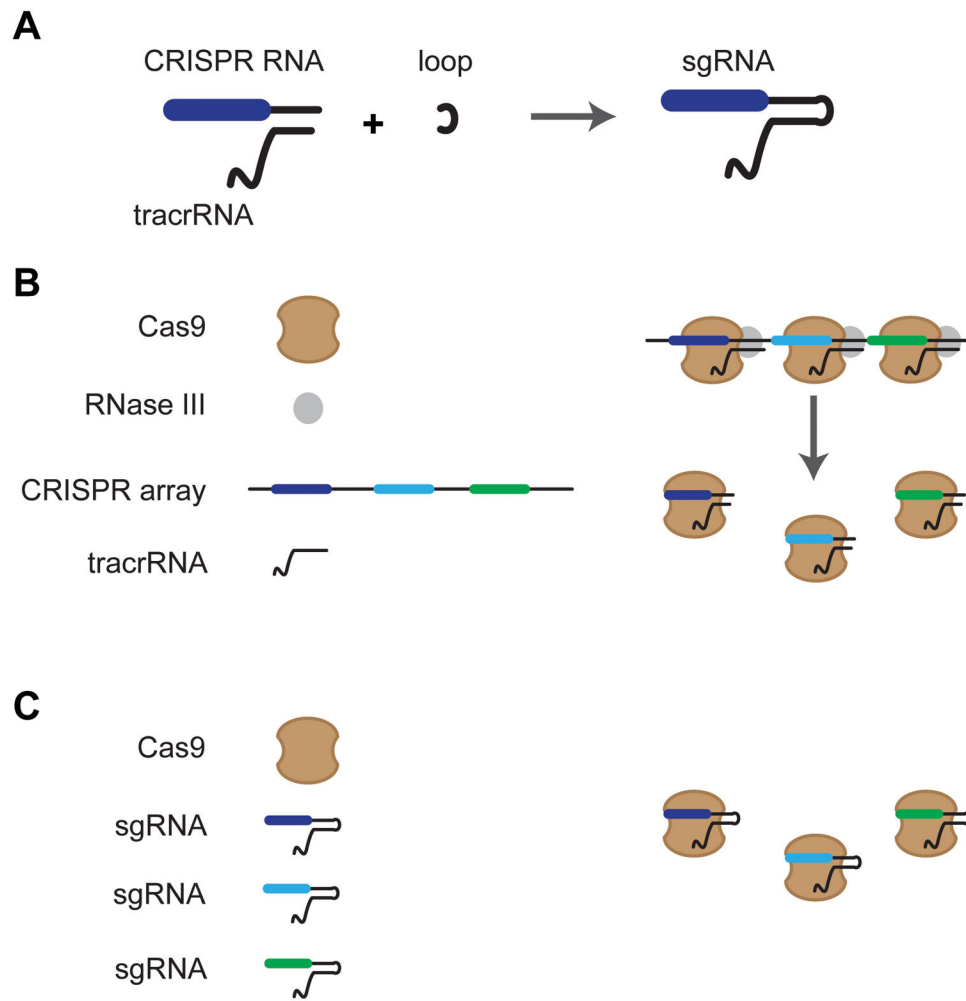 A
CRISPR RNA
loop
sgRNA
+
tracrRNA
B
Cas9
RNase III
CRISPR array
tracrRNA
C
Cas9
sgRNA
sgRNA
sgRNA